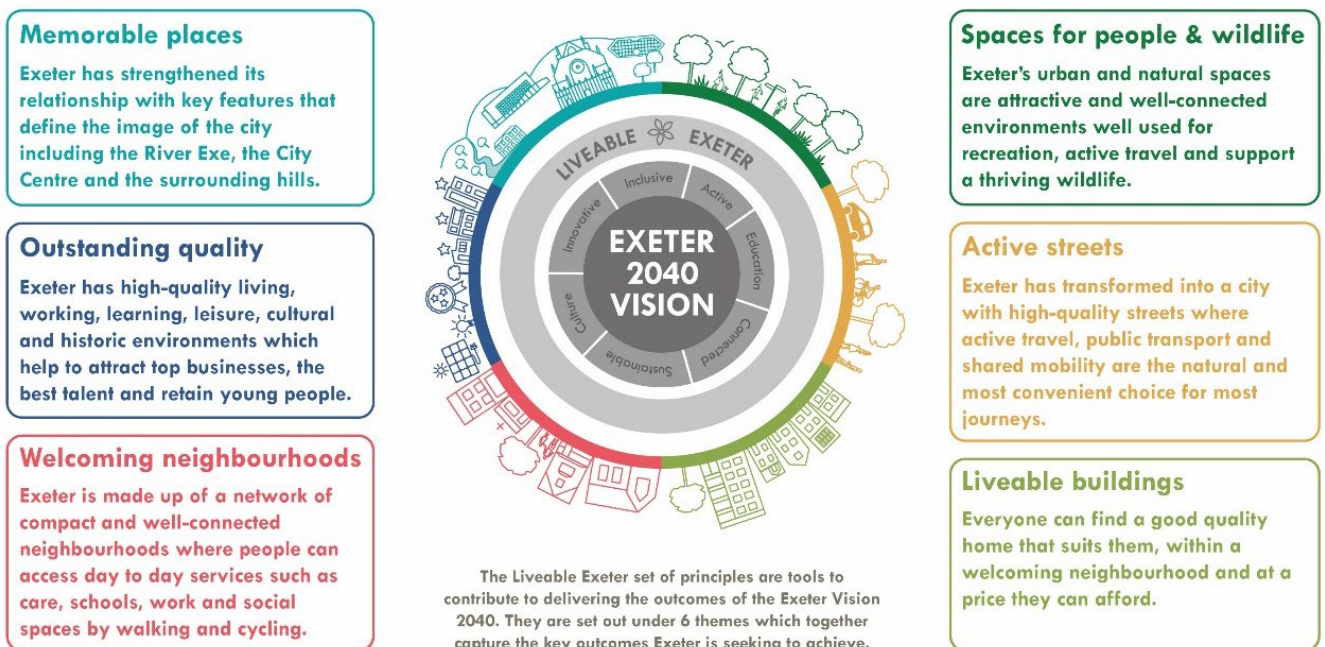 Memorable places
Exeter has strengthened its
relationship with key features that
define the image of the city
including the River Exe, the City
Centre and the surrounding hills.
Outstanding quality
Exeter has high-quality living,
working, learning, leisure, cultural
and historic environments which
help to attract top businesses, the
best talent and retain young people.
Welcoming neighbourhoods
Exeter is made up of a network of
compact and well-connected
neighbourhoods where people can
access day to day services such as
care, schools, work and social
spaces by walking and cycling.
LIVEABLE EXETER
Inclusive
Active
Education
Connected
Sustainable
Culture
Innovative
EXETER
2040
VISION
The Liveable Exeter set of principles are tools to
contribute to delivering the outcomes of the Exeter Vision
2040. They are set out under 6 themes which together
capture the key outcomes Exeter is seeking to achieve.
Spaces for people & wildlife
Exeter's urban and natural spaces
are attractive and well-connected
environments well used for
recreation, active travel and support
a thriving wildlife.
Active streets
Exeter has transformed into a city
with high-quality streets where
active travel, public transport and
shared mobility are the natural and
most convenient choice for most
journeys.
Liveable buildings
Everyone can find a good quality
home that suits them, within a
welcoming neighbourhood and at a
price they can afford.